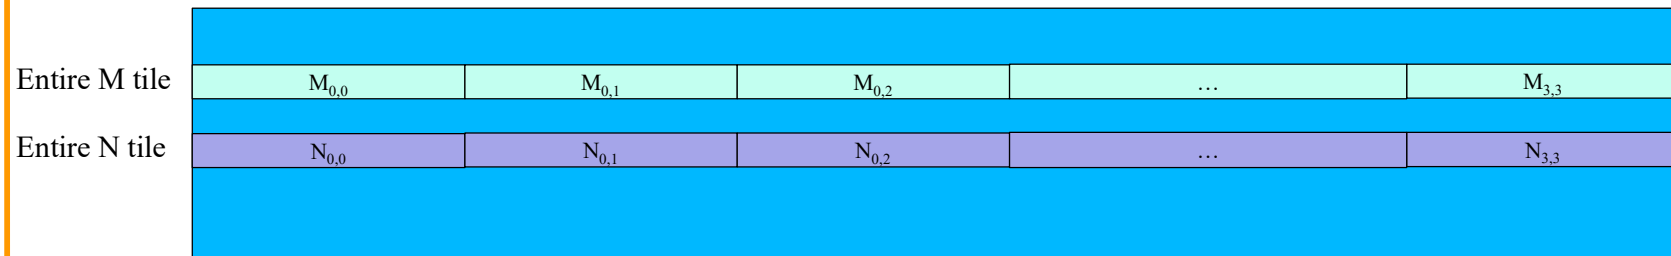 Entire M tile M0,0 M0,1 M0,2 … M3,3
Entire N tile N0,0 N0,1 N0,2 … N3,3